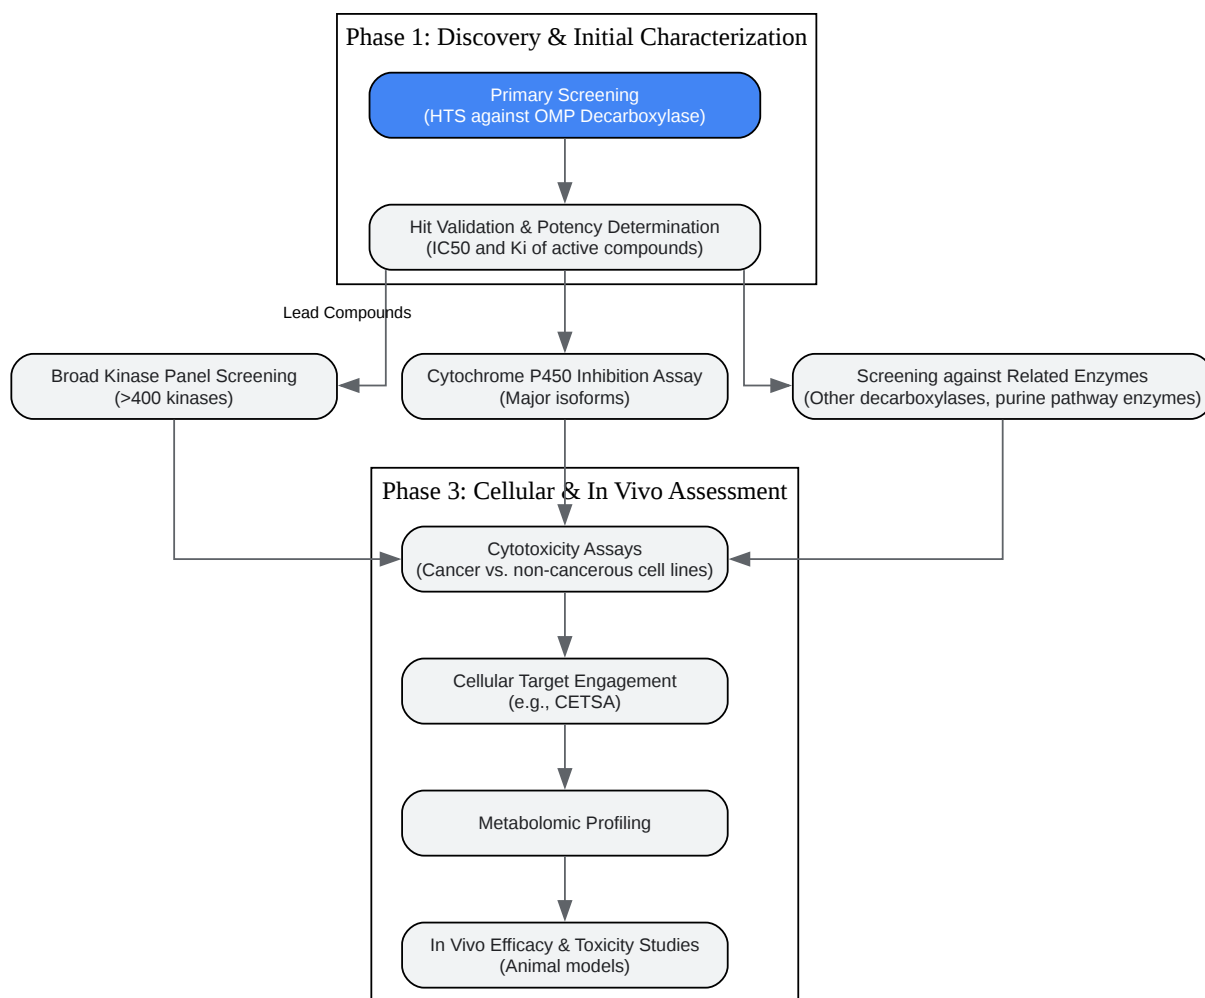 Phase 1: Discovery & Initial Characterization
Primary Screening
(HTS against OMP Decarboxylase)
Hit Validation & Potency Determination
(IC50 and Ki of active compounds)
Lead Compounds
Broad Kinase Panel Screening
(>400 kinases)
Cytochrome P450 Inhibition Assay
(Major isoforms)
Screening against Related Enzymes
(Other decarboxylases, purine pathway enzymes)
Phase 3: Cellular & In Vivo Assessment
Cytotoxicity Assays
(Cancer vs. non-cancerous cell lines)
Cellular Target Engagement
(e.g., CETSA)
Metabolomic Profiling
In Vivo Efficacy & Toxicity Studies
(Animal models)